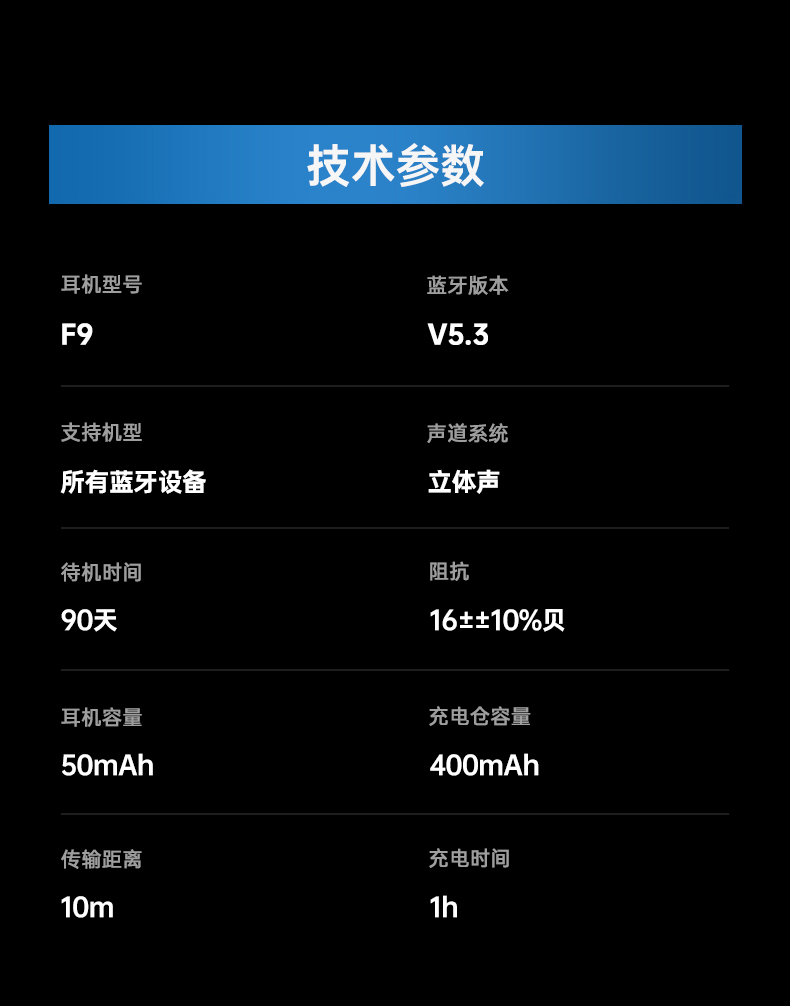 技术参数
耳机型号
蓝牙版本
F9
V5.3
支持机型
声道系统
所有蓝牙设备
立体声
待机时间
阻抗
90天
16±±10%贝
耳机容量
充电仓容量
50mAh
400mAh
传输距离
充电时间
10m
1h